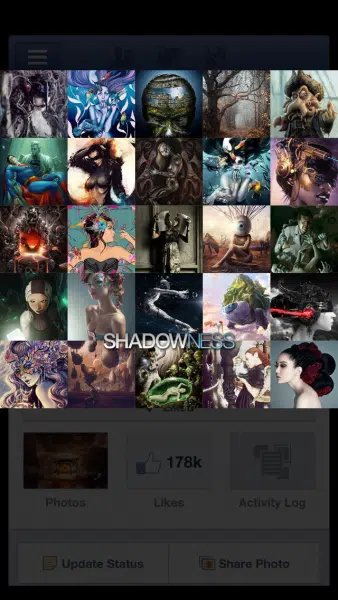 SHADOWNESS
178k
Photos
Likes
Activity Log
Update Status
Share Photo